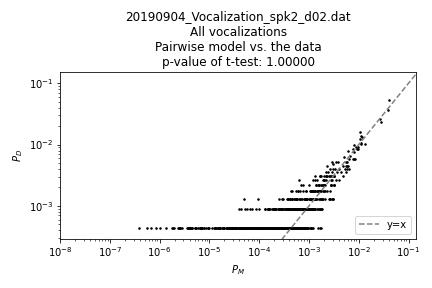 20190904_Vocalization_spk2_d02.dat
All vocalizations
Pairwise model vs. the data
p-value of t-test: 1.00000
10⁻¹
10⁻²
10⁻³
P_D
y=x
10⁻⁸ 10⁻⁷ 10⁻⁶ 10⁻⁵ 10⁻⁴ 10⁻³ 10⁻² 10⁻¹
P_M